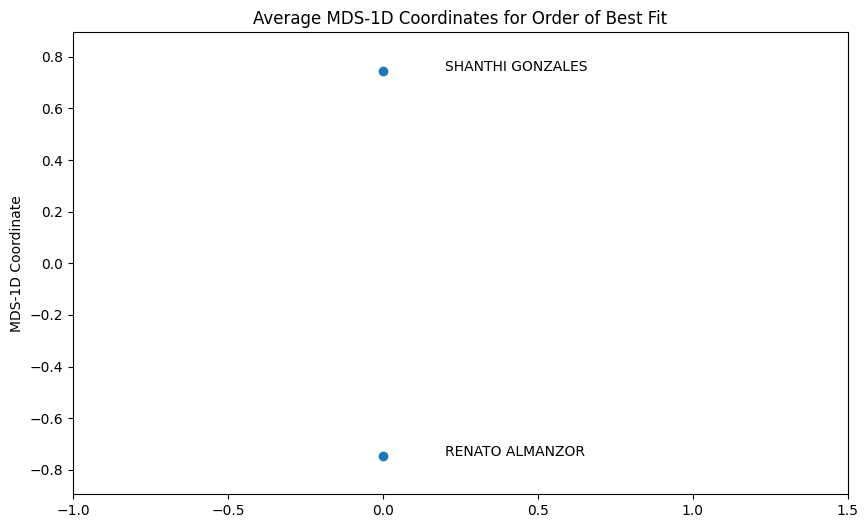 Average MDS-1D Coordinates for Order of Best Fit
MDS-1D Coordinate
0.8
SHANTHI GONZALES
0.6
0.4
0.2
0.0
−0.2
−0.4
−0.6
RENATO ALMANZOR
−0.8
−1.0 −0.5 0.0 0.5 1.0 1.5